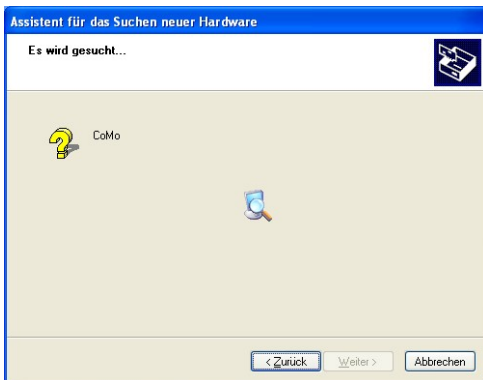 Assistent für das Suchen neuer Hardware
Es wird gesucht...
CoMo
< Zurück
Weiter >
Abbrechen